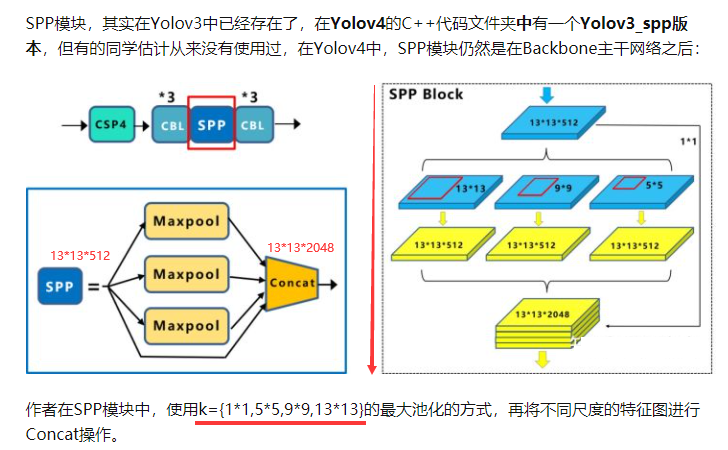 SPP模块，其实在Yolov3中已经存在了，在Yolov4的C++代码文件夹中有一个Yolov3_spp版
本，但有的同学估计从来没有使用过，在Yolov4中，SPP模块仍然是在Backbone主干网络之后：
*3
*3
CSP4
CBL
SPP
CBL
13*13*512
13*13*2048
SPP
=
Maxpool
Maxpool
Maxpool
Concat
SPP Block
13*13*512
1*1
13*13
9*9
5*5
13*13*512
13*13*512
13*13*512
13*13*2048
作者在SPP模块中，使用k={1*1,5*5,9*9,13*13}的最大池化的方式，再将不同尺度的特征图进行
Concat操作。